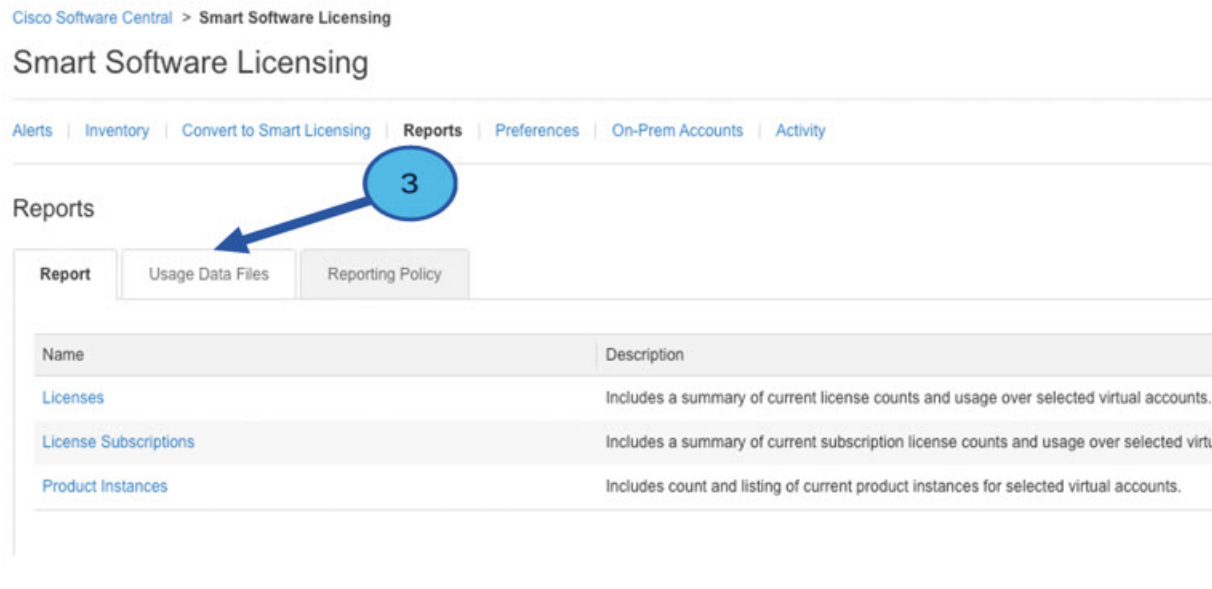 Cisco Software Central > Smart Software Licensing
Smart Software Licensing
Alerts | Inventory | Convert to Smart Licensing | Reports | Preferences | On-Prem Accounts | Activity
3
Reports
Report Usage Data Files Reporting Policy
Name Description
Licenses Includes a summary of current license counts and usage over selected virtual accounts.
License Subscriptions Includes a summary of current subscription license counts and usage over selected virtu
Product Instances Includes count and listing of current product instances for selected virtual accounts.